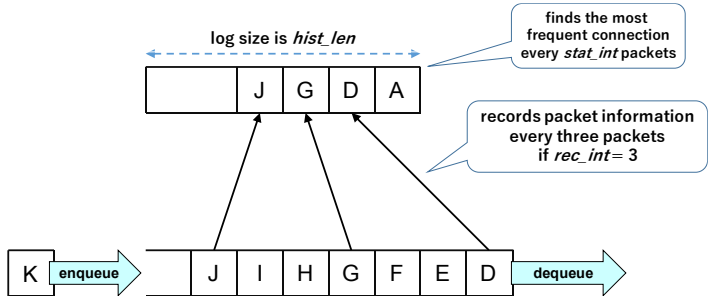 log size is hist_len
finds the most
frequent connection
every stat_int packets
J G D A
records packet information
every three packets
if rec_int = 3
K enqueue J I H G F E D dequeue